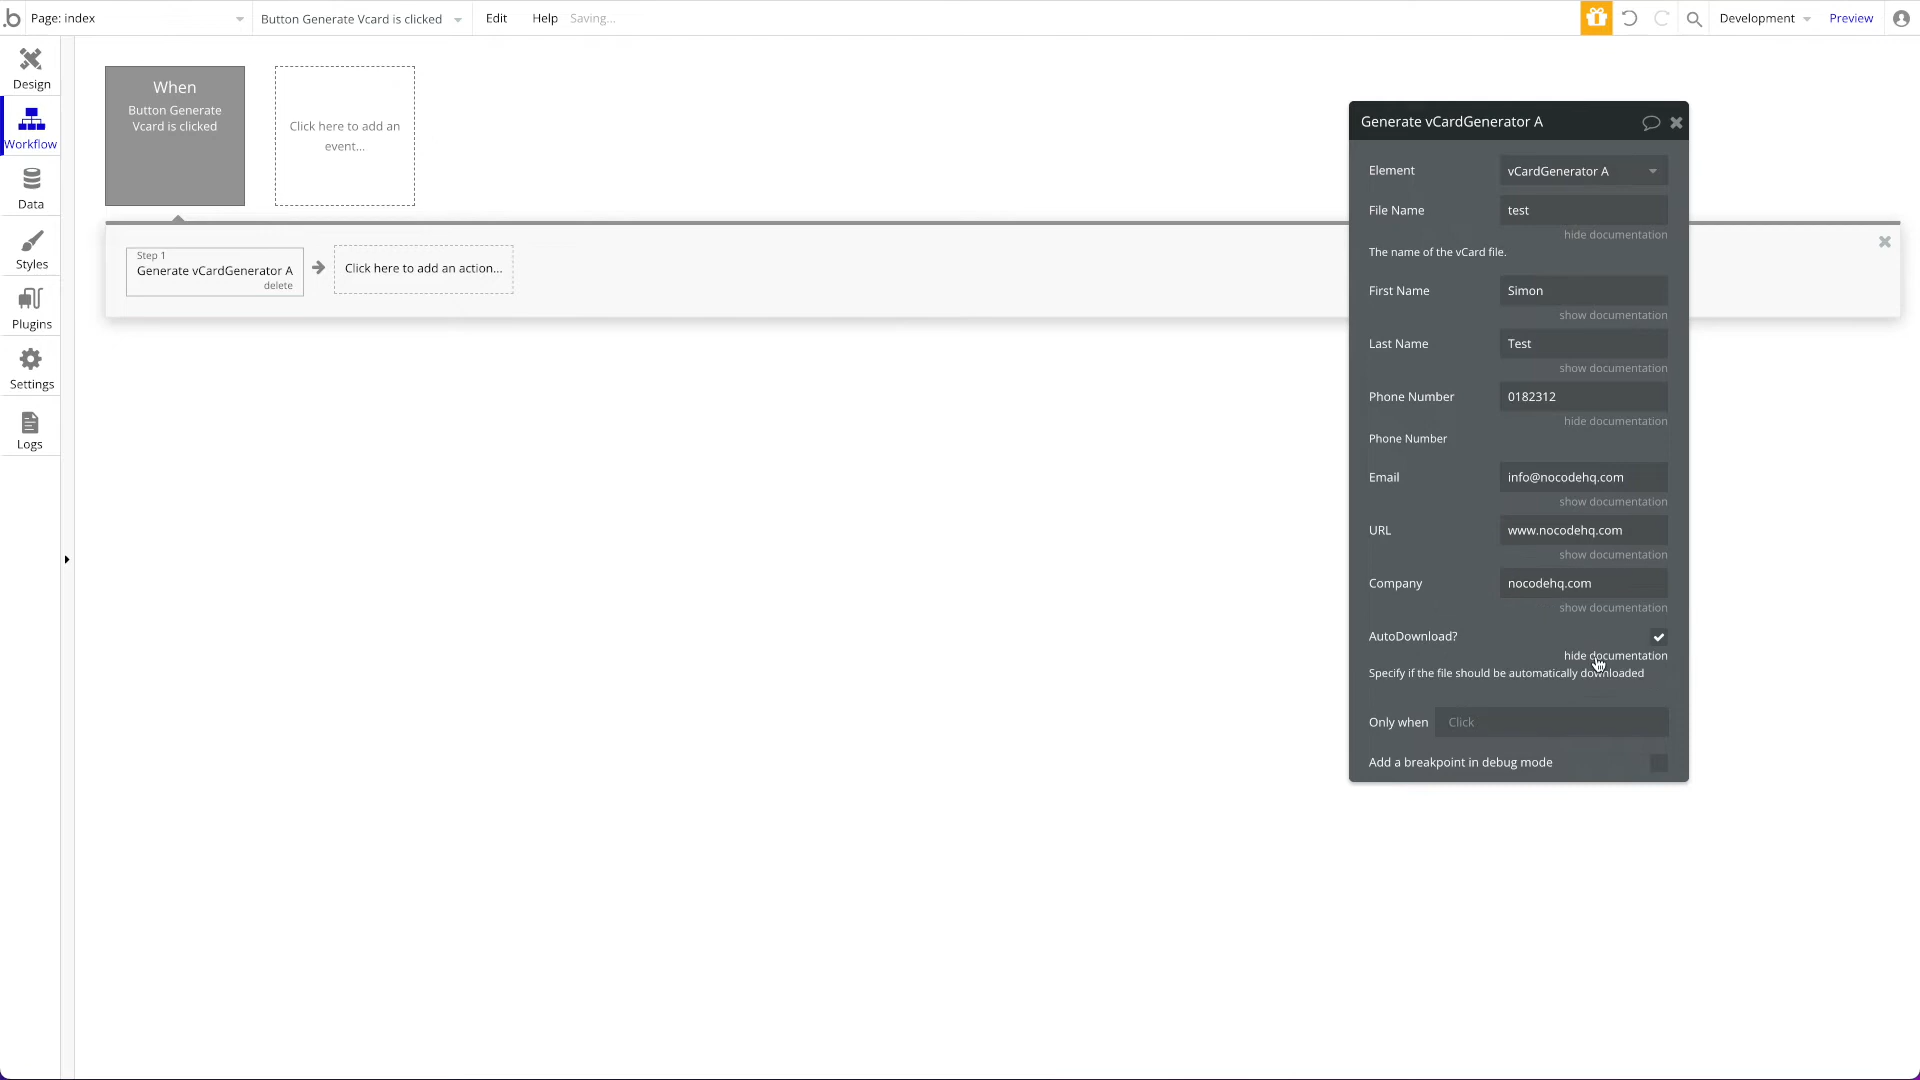 Page: index
Button Generate Vcard is clicked
Edit
Help
Saving...
Development
Preview
Design
Workflow
Data
Styles
Plugins
Settings
Logs
When
Button Generate
Vcard is clicked
Click here to add an
event...
Step 1
Generate vCardGenerator A
delete
Click here to add an action...
Generate vCardGenerator A
Element
vCardGenerator A
File Name
test
hide documentation
The name of the vCard file.
First Name
Simon
show documentation
Last Name
Test
show documentation
Phone Number
0182312
hide documentation
Phone Number
Email
info@nocodehq.com
show documentation
URL
www.nocodehq.com
show documentation
Company
nocodehq.com
show documentation
AutoDownload?
hide documentation
Specify if the file should be automatically downloaded
Only when
Click
Add a breakpoint in debug mode